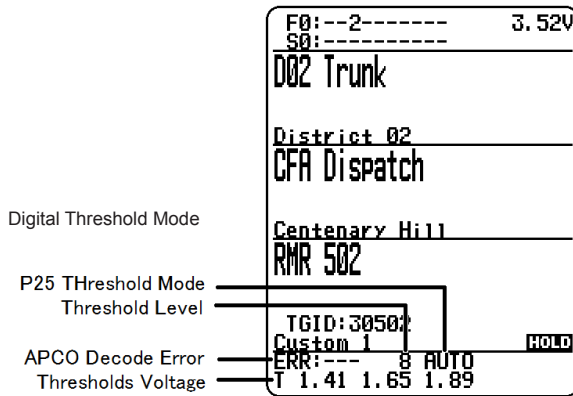 F0:--2------- 3.52V
S0:-----------
D02 Trunk
District 02
CFA Dispatch
Centenary Hill
RMR 502
TGID:30502
Custom 1 HOLD
ERR:--- 8 AUTO
T 1.41 1.65 1.89
Digital Threshold Mode
P25 THreshold Mode
Threshold Level
APCO Decode Error
Thresholds Voltage